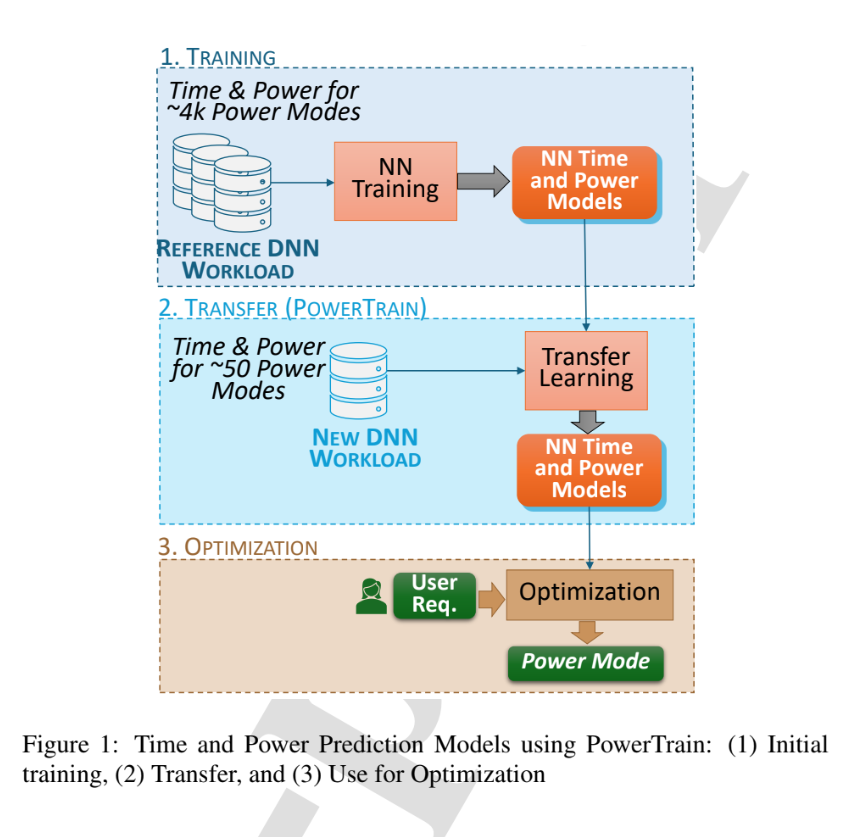 1. TRAINING
Time & Power for
~4k Power Modes
NN
Training
NN Time
and Power
Models
REFERENCE DNN
WORKLOAD
2. TRANSFER (POWERTRAIN)
Time & Power
for ~50 Power
Modes
Transfer
Learning
NEW DNN
WORKLOAD
NN Time
and Power
Models
3. OPTIMIZATION
User
Req.
Optimization
Power Mode
Figure 1: Time and Power Prediction Models using PowerTrain: (1) Initial
training, (2) Transfer, and (3) Use for Optimization